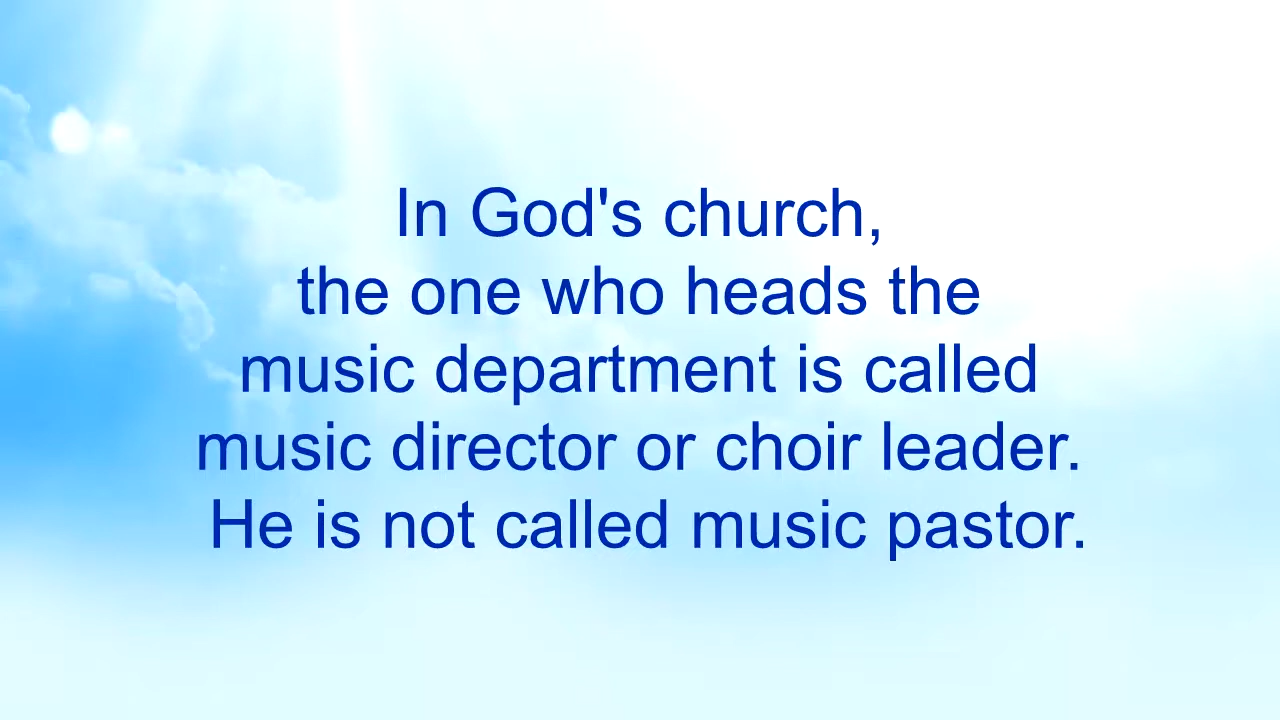 In God's church,
the one who heads the
music department is called
music director or choir leader.
He is not called music pastor.